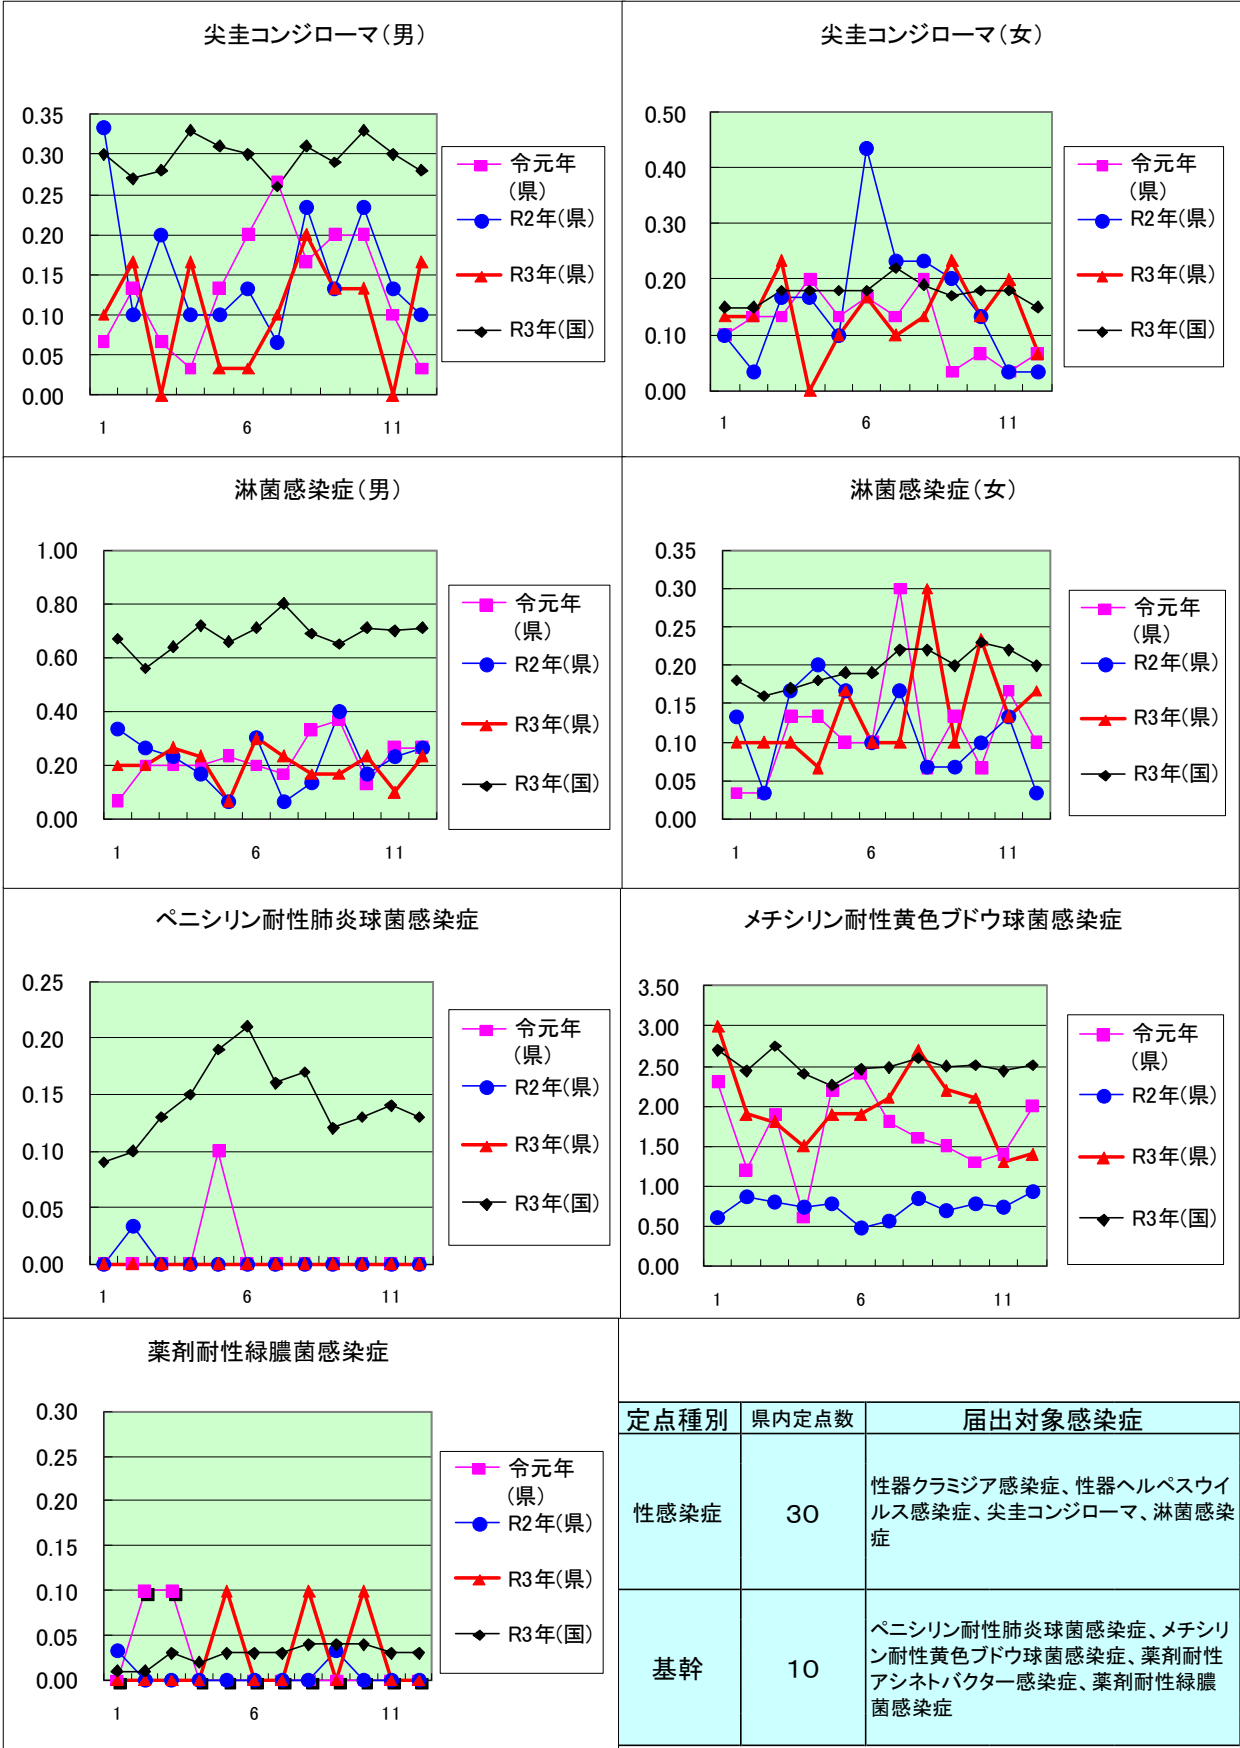 尖圭コンジローマ(男)
0.35
0.30
0.25
0.20
0.15
0.10
0.05
0.00
1
6
11
令元年
(県)
R2年(県)
R3年(県)
R3年(国)
尖圭コンジローマ(女)
0.50
0.40
0.30
0.20
0.10
0.00
1
6
11
令元年
(県)
R2年(県)
R3年(県)
R3年(国)
淋菌感染症(男)
1.00
0.80
0.60
0.40
0.20
0.00
1
6
11
令元年
(県)
R2年(県)
R3年(県)
R3年(国)
淋菌感染症(女)
0.35
0.30
0.25
0.20
0.15
0.10
0.05
0.00
1
6
11
令元年
(県)
R2年(県)
R3年(県)
R3年(国)
ペニシリン耐性肺炎球菌感染症
0.25
0.20
0.15
0.10
0.05
0.00
1
6
11
令元年
(県)
R2年(県)
R3年(県)
R3年(国)
メチシリン耐性黄色ブドウ球菌感染症
3.50
3.00
2.50
2.00
1.50
1.00
0.50
0.00
1
6
11
令元年
(県)
R2年(県)
R3年(県)
R3年(国)
薬剤耐性緑膿菌感染症
0.30
0.25
0.20
0.15
0.10
0.05
0.00
1
6
11
令元年
(県)
R2年(県)
R3年(県)
R3年(国)
定点種別 県内定点数 届出対象感染症
性感染症 30
性器クラミジア感染症、性器ヘルペスウイ
ルス感染症、尖圭コンジローマ、淋菌感染
症
基幹 10
ペニシリン耐性肺炎球菌感染症、メチシリ
ン耐性黄色ブドウ球菌感染症、薬剤耐性
アシネトバクター感染症、薬剤耐性緑膿
菌感染症